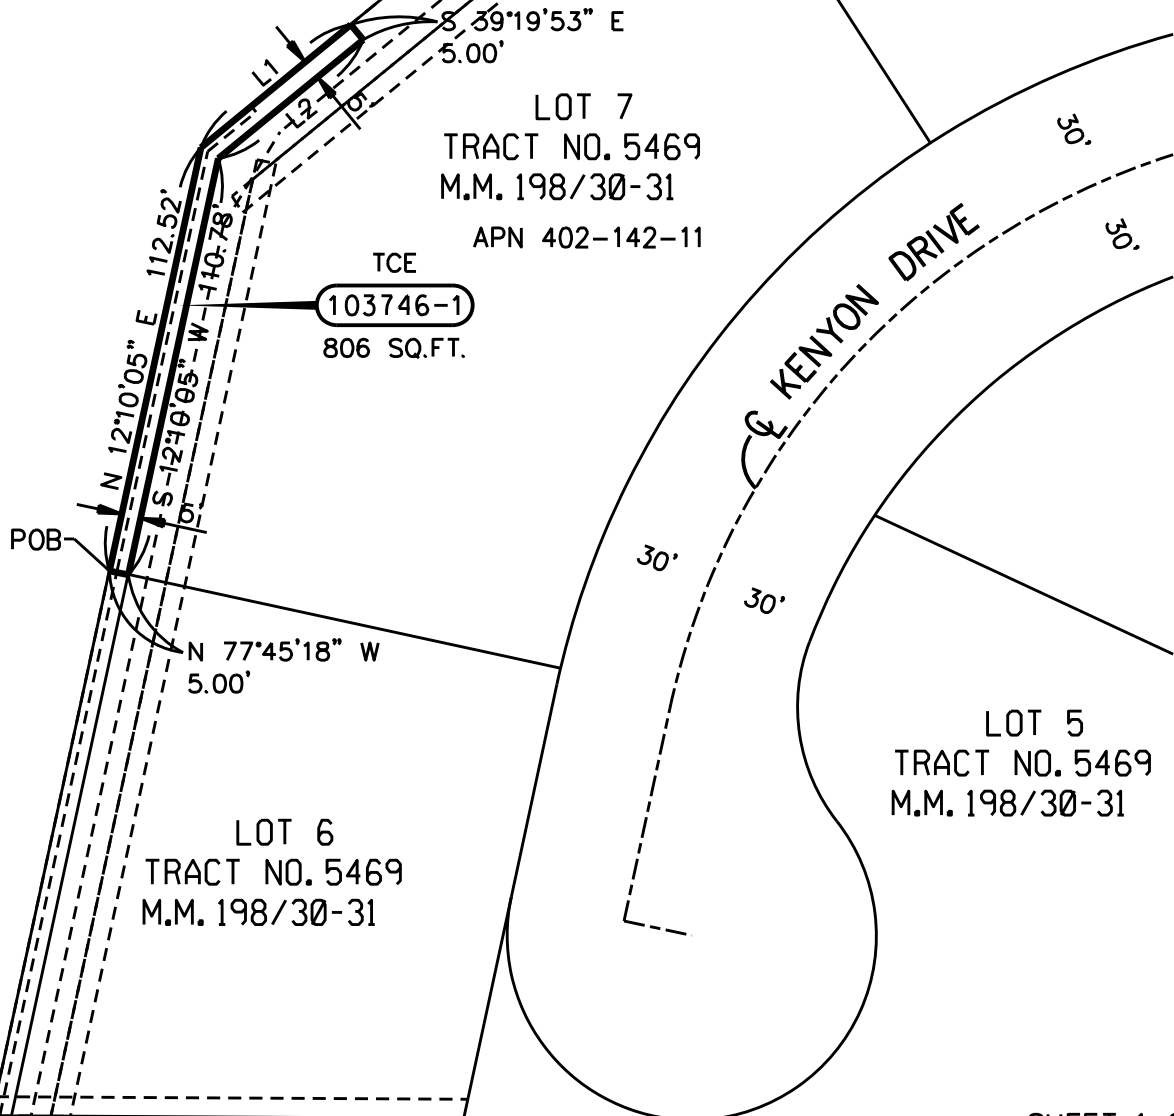 S 39°19'53" E
5.00'
L1
L2
5'
LOT 7
TRACT NO. 5469
M.M. 198/30-31
APN 402-142-11
30'
30'
112.52'
N 12°10'05" E
110.78'
S 12°10'05" W
TCE
103746-1
806 SQ.FT.
℄ KENYON DRIVE
POB
30'
30'
N 77°45'18" W
5.00'
LOT 5
TRACT NO. 5469
M.M. 198/30-31
LOT 6
TRACT NO. 5469
M.M. 198/30-31